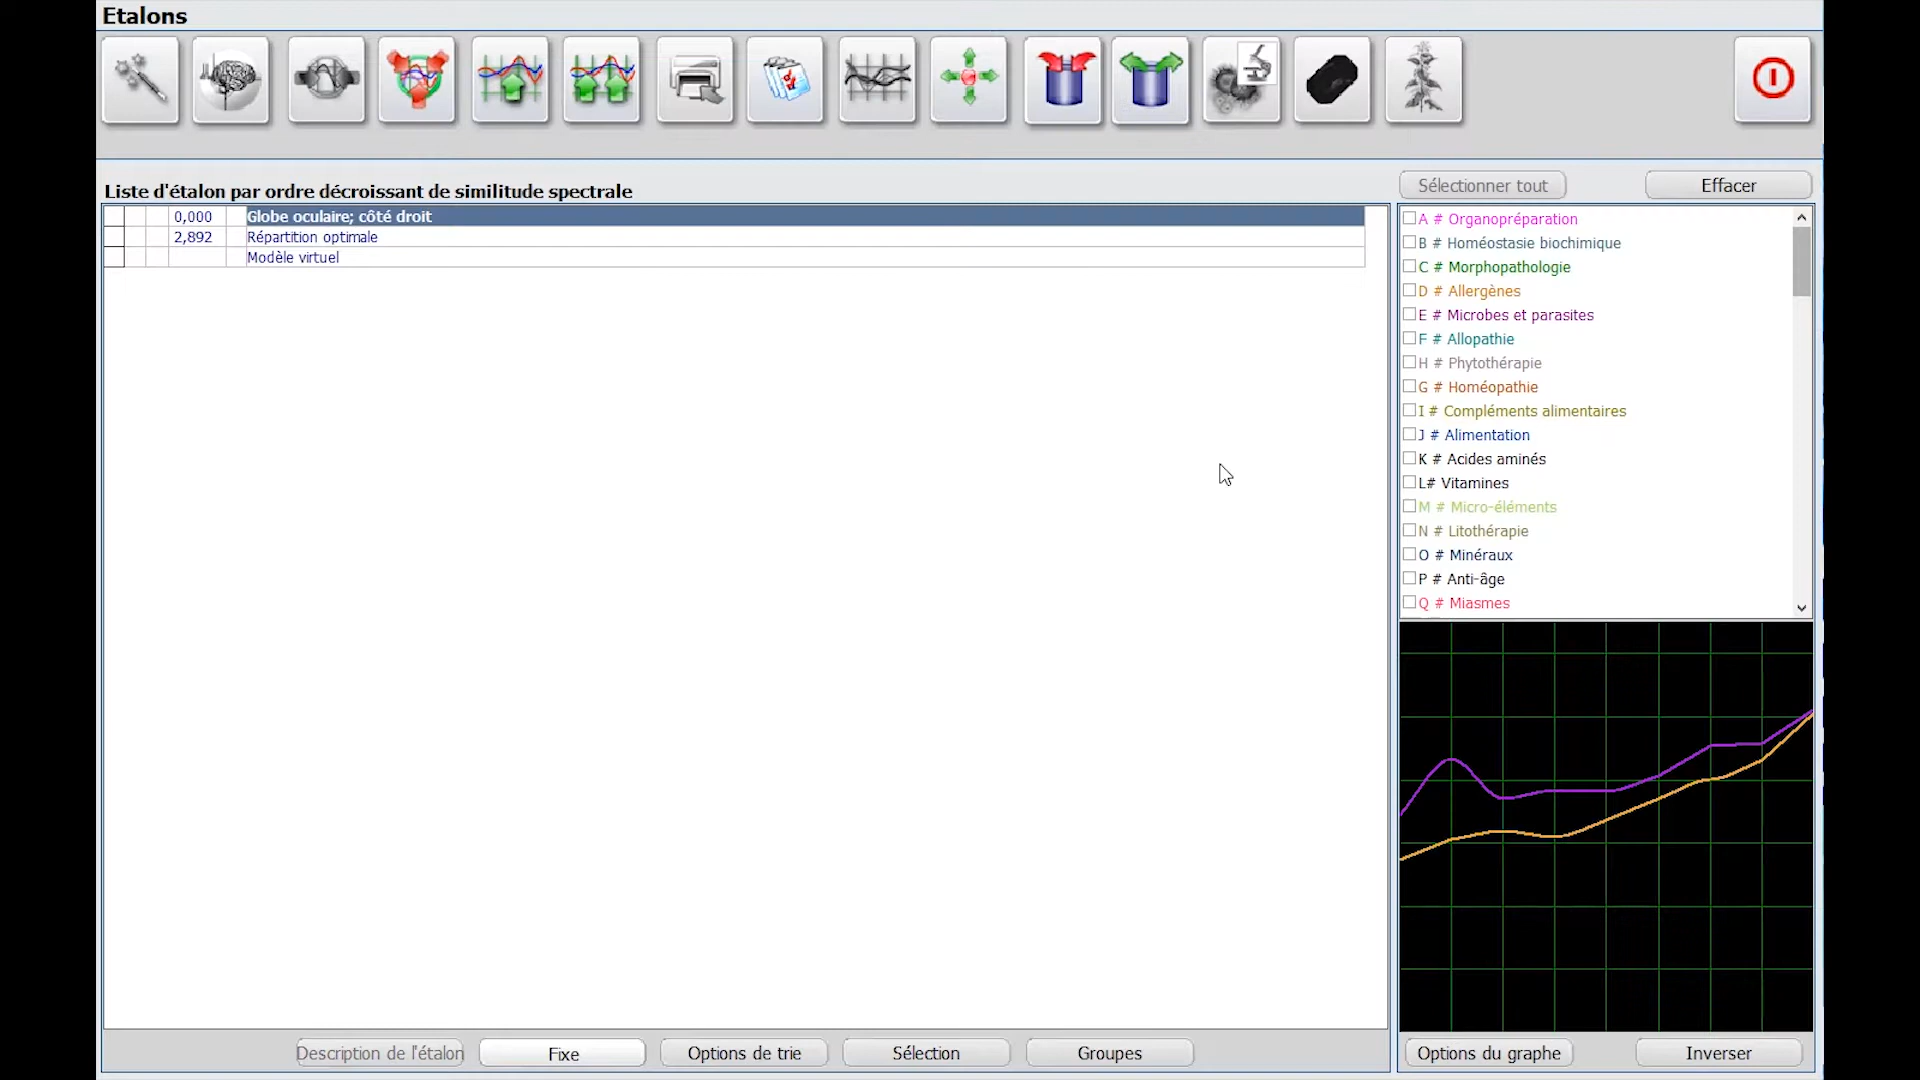 Etalons
Liste d'étalon par ordre décroissant de similitude spectrale
Sélectionner tout
Effacer
0,000 Globe oculaire; côté droit
2,892 Répartition optimale
Modèle virtuel
A # Organopréparation
B # Homéostasie biochimique
C # Morphopathologie
D # Allergènes
E # Microbes et parasites
F # Allopathie
H # Phytothérapie
G # Homéopathie
I # Compléments alimentaires
J # Alimentation
K # Acides aminés
L# Vitamines
M # Micro-éléments
N # Litothérapie
O # Minéraux
P # Anti-âge
Q # Miasmes
Description de l'étalon
Fixe
Options de trie
Sélection
Groupes
Options du graphe
Inverser